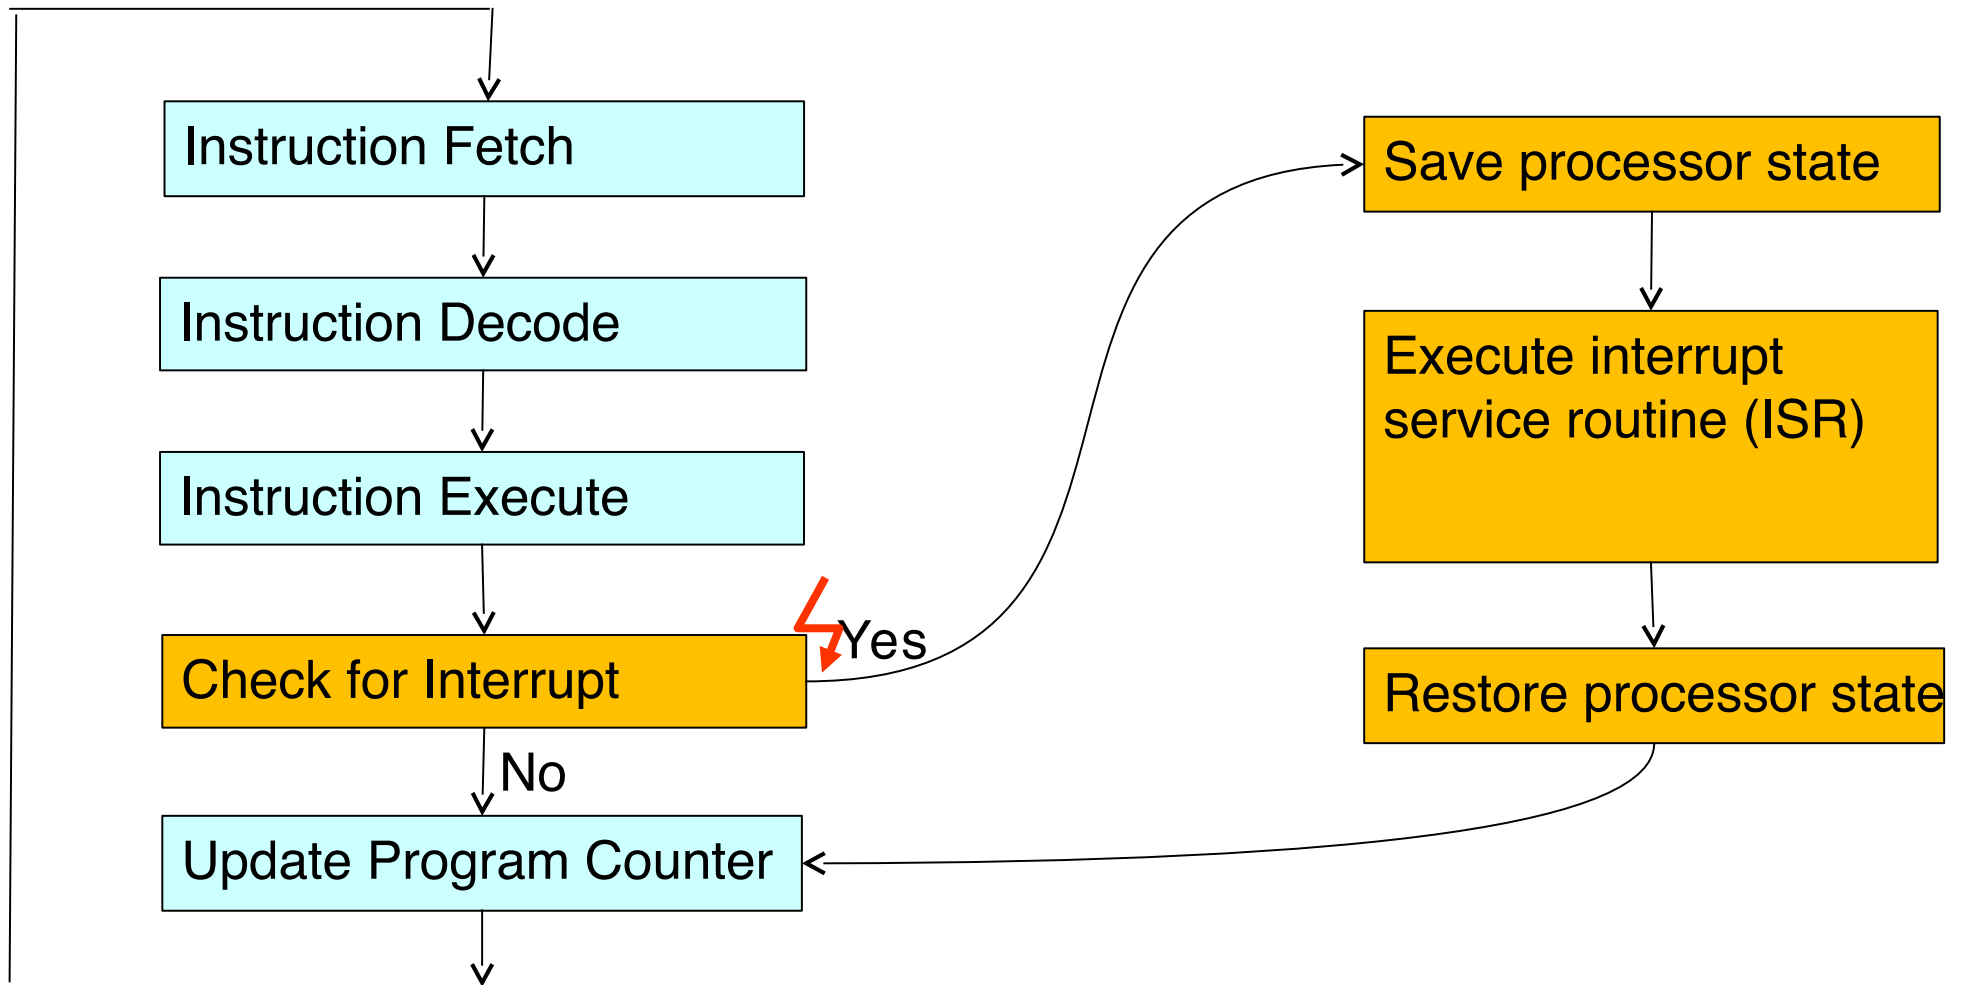 Instruction Fetch
Instruction Decode
Instruction Execute
Check for Interrupt
Yes
No
Update Program Counter
Save processor state
Execute interrupt
service routine (ISR)
Restore processor state